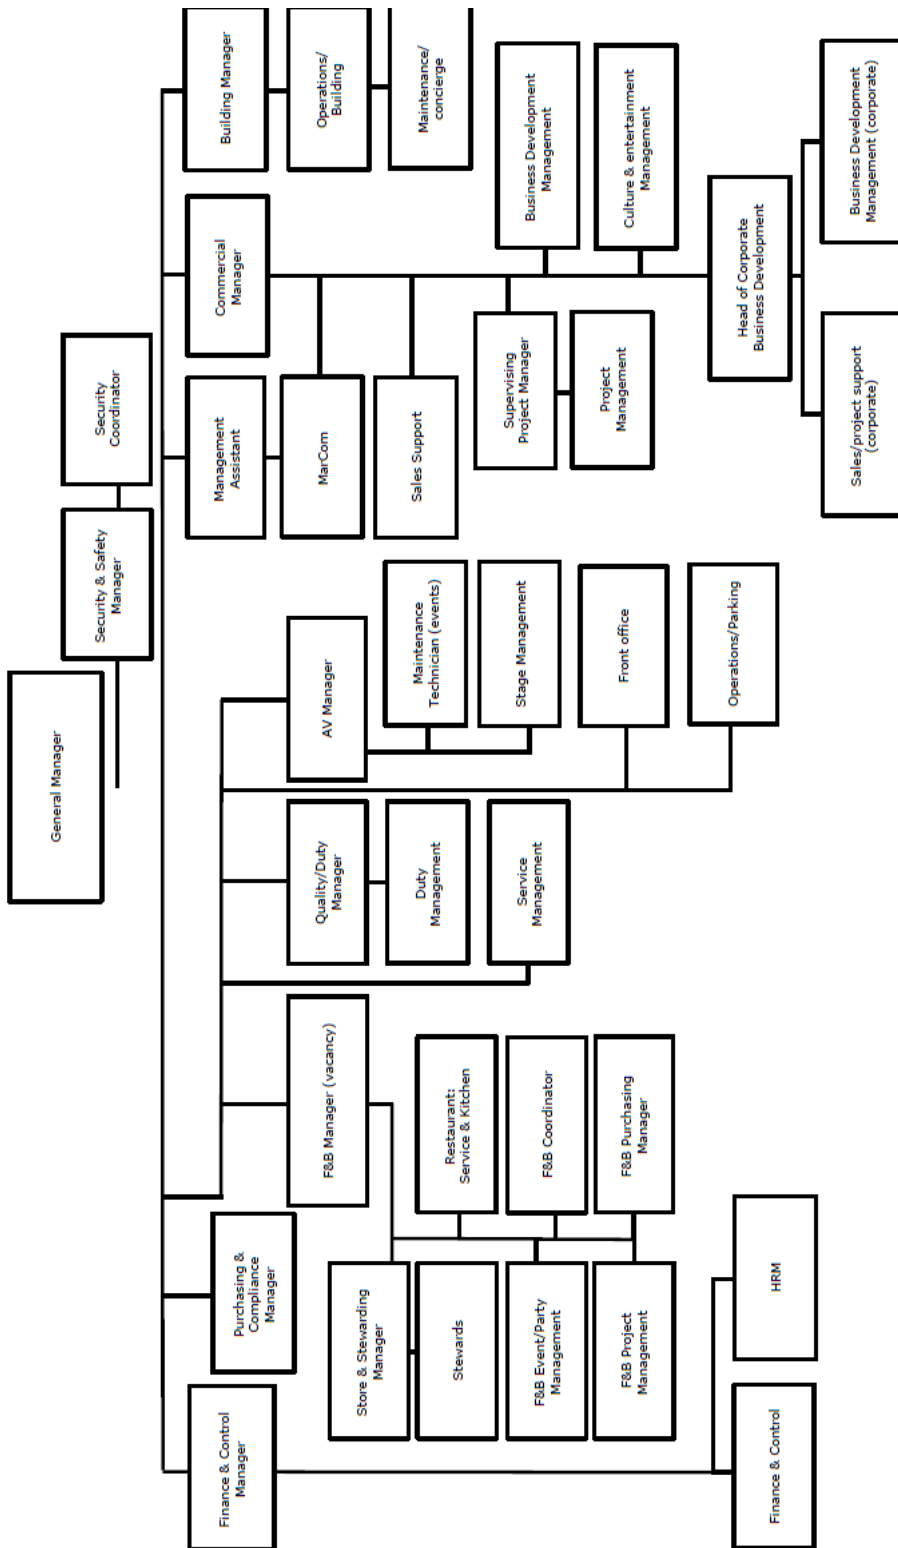 General Manager
Security & Safety
Manager
Security
Coordinator
Finance & Control
Manager
Purchasing &
Compliance
Manager
Management
Assistant
Commercial
Manager
Building Manager
F&B Manager (vacancy)
Quality/Duty
Manager
AV Manager
Operations/
Building
MarCom
Store & Stewarding
Manager
Restaurant:
Service & Kitchen
Duty
Management
Maintenance
Technician (events)
Sales Support
Maintenance/
concierge
Stewards
F&B Coordinator
Service
Management
Stage Management
Supervising
Project Manager
Business Development
Management
F&B Event/Party
Management
F&B Purchasing
Manager
Front office
Project
Management
Culture & entertainment
Management
F&B Project
Management
Operations/Parking
Head of Corporate
Business Development
Finance & Control
HRM
Sales/project support
(corporate)
Business Development
Management (corporate)